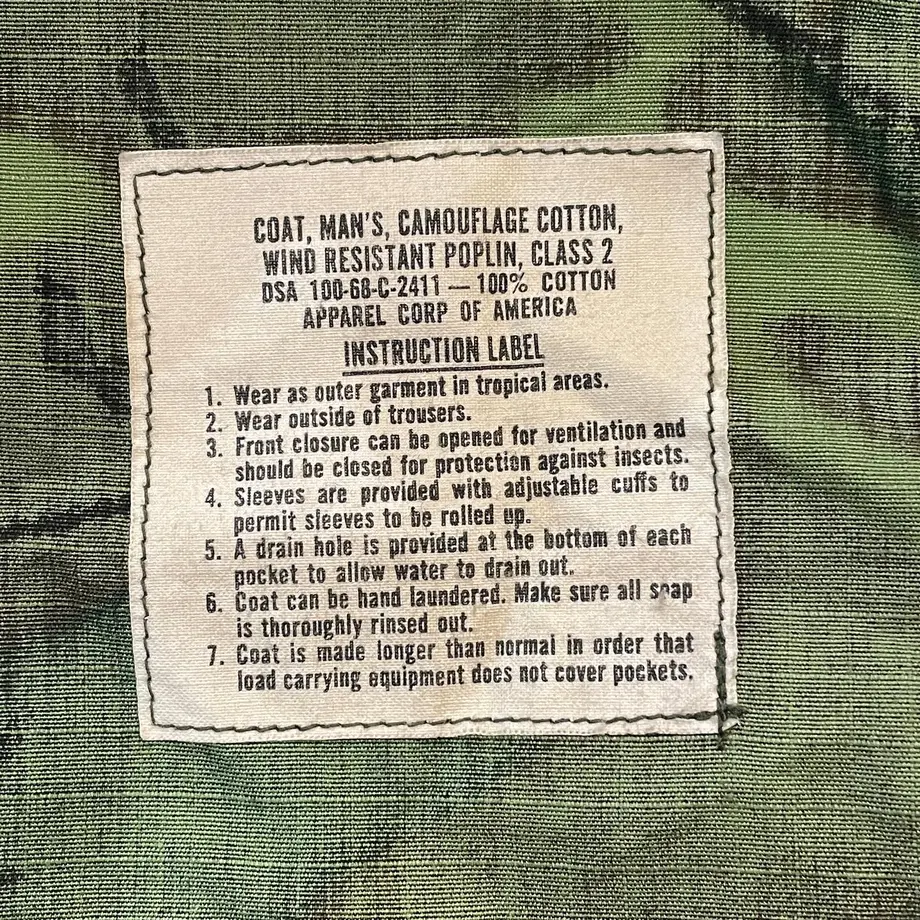 COAT, MAN'S, CAMOUFLAGE COTTON,
WIND RESISTANT POPLIN, CLASS 2
DSA 100-68-C-2411 — 100% COTTON
APPAREL CORP OF AMERICA
INSTRUCTION LABEL
1. Wear as outer garment in tropical areas.
2. Wear outside of trousers.
3. Front closure can be opened for ventilation and
should be closed for protection against insects.
4. Sleeves are provided with adjustable cuffs to
permit sleeves to be rolled up.
5. A drain hole is provided at the bottom of each
pocket to allow water to drain out.
6. Coat can be hand laundered. Make sure all soap
is thoroughly rinsed out.
7. Coat is made longer than normal in order that
load carrying equipment does not cover pockets.